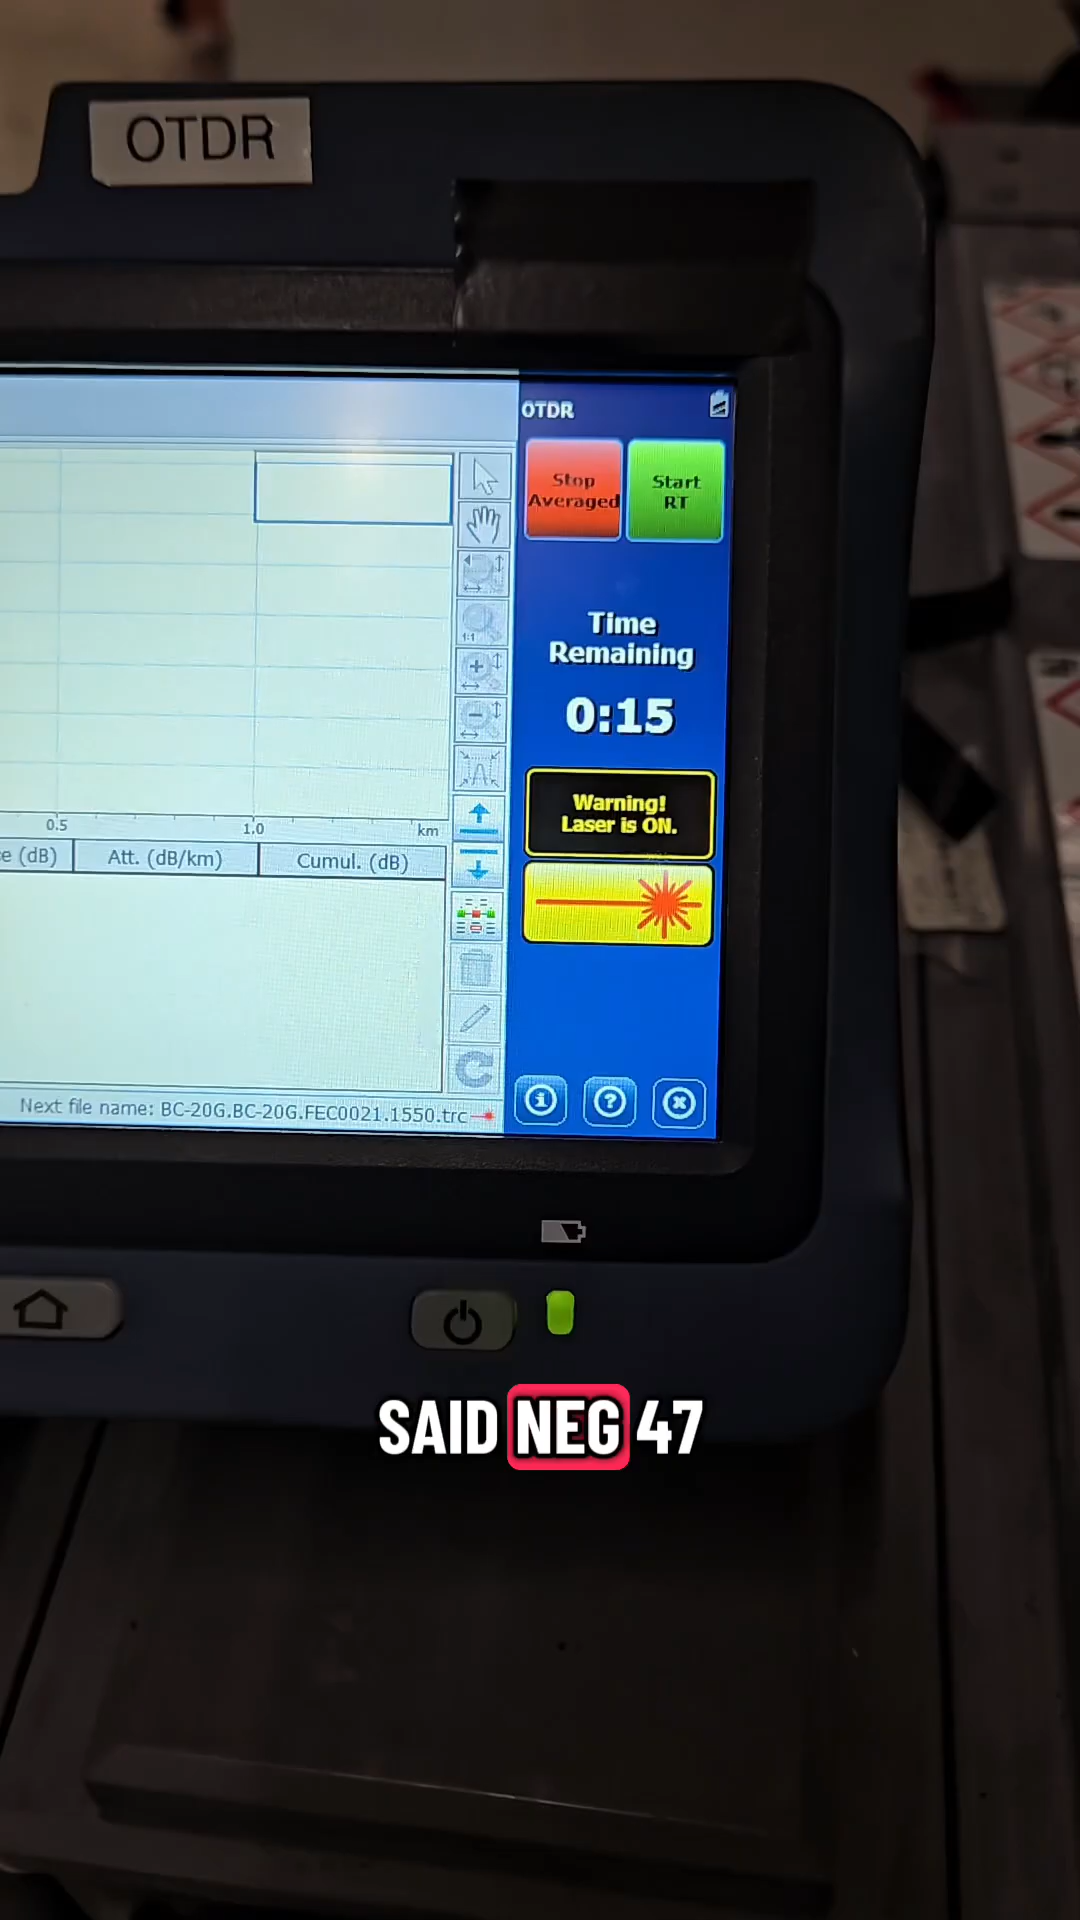 OTDR
OTDR
Stop
Averaged
Start
RT
Time
Remaining
0:15
1:1
Warning!
Laser is ON.
0.5
1.0
km
e (dB)
Att. (dB/km)
Cumul. (dB)
Next file name: BC-20G.BC-20G.FEC0021.1550.trc
SAID NEG 47